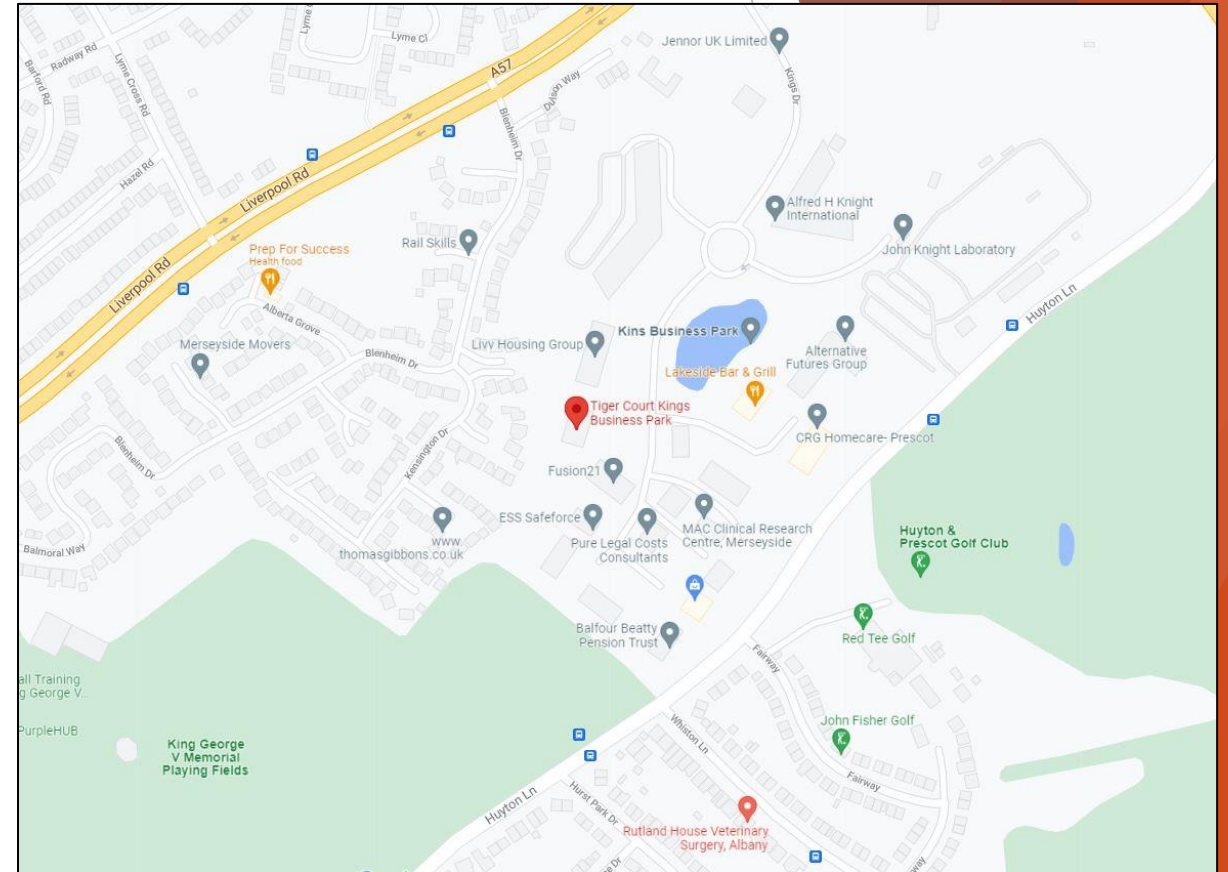 Lyme Cl
Lyme
Jennor UK Limited
Radway Rd
Barford Rd
Lyme Cross Rd
A57
Kings Dr
Blenheim Dr
Hazel Rd
Liverpool Rd
Alfred H Knight
International
Rail Skills
Prep For Success
Health food
John Knight Laboratory
Liverpool Rd
Huyton Ln
Alberta Grove
Kins Business Park
Merseyside Movers
Livv Housing Group
Alternative
Futures Group
Blenheim Dr
Lakeside Bar & Grill
Tiger Court Kings
Business Park
CRG Homecare- Prescot
Kensington Dr
Blenheim Dr
Fusion21
ESS Safeforce
MAC Clinical Research
Centre, Merseyside
Huyton &
Prescot Golf Club
www.
thomasgibbons.co.uk
Pure Legal Costs
Consultants
Balmoral Way
Balfour Beatty
Pension Trust
Red Tee Golf
Fairway
all Training
g George V...
PurpleHUB
Whiston Ln
John Fisher Golf
King George
V Memorial
Playing Fields
Fairway
Huyton Ln
Hurst Park Dr
Rutland House Veterinary
Surgery, Albany